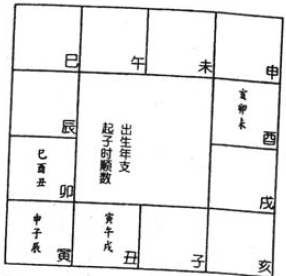 巳
午
未
申
辰
出生年支
起子时顺数
亥卯未
酉
巳酉丑
卯
戌
申子辰
寅
寅午戌
丑
子
亥